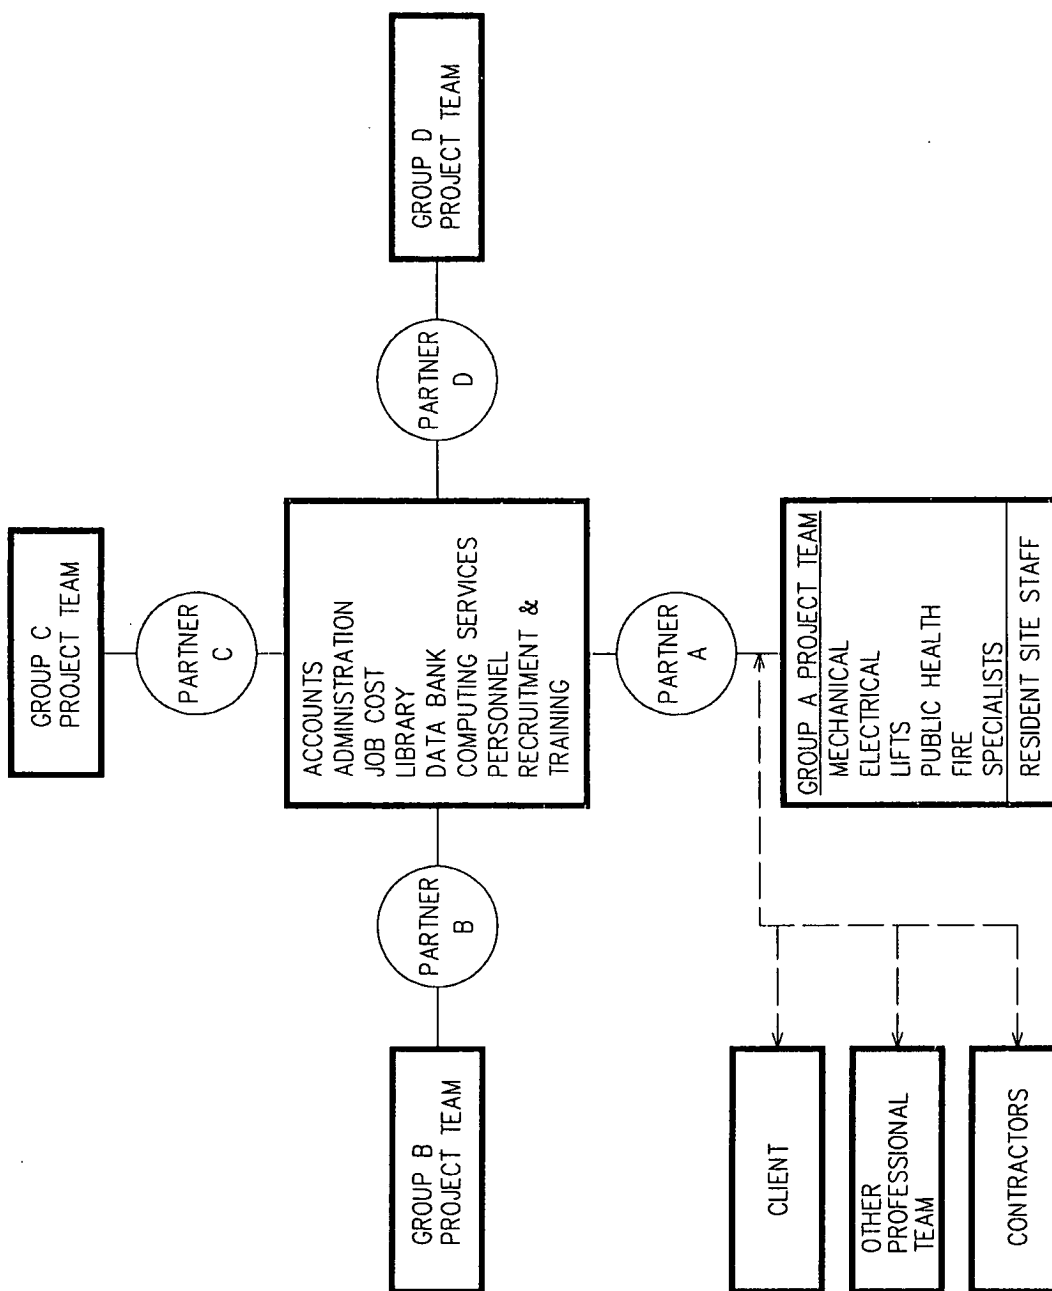 GROUP C
PROJECT TEAM
PARTNER
C
GROUP B
PROJECT TEAM
PARTNER
B
ACCOUNTS
ADMINISTRATION
JOB COST
LIBRARY
DATA BANK
COMPUTING SERVICES
PERSONNEL
RECRUITMENT &
TRAINING
PARTNER
D
GROUP D
PROJECT TEAM
PARTNER
A
CLIENT
OTHER
PROFESSIONAL
TEAM
CONTRACTORS
GROUP A PROJECT TEAM
MECHANICAL
ELECTRICAL
LIFTS
PUBLIC HEALTH
FIRE
SPECIALISTS
RESIDENT SITE STAFF